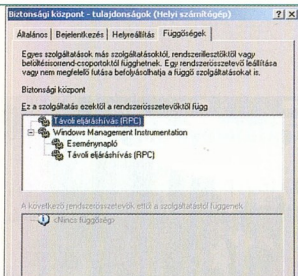 Biztonsági központ - tulajdonságok (Helyi számítógép)
Általános Bejelentkezés Helyreállítás Függőségek
Egyes szolgáltatások más szolgáltatásoktól, rendszerillesztőktől vagy
betöltésisorrend-csoportoktól függhetnek. Egy rendszerösszetevő leállítása
vagy nem megfelelő futása befolyásolhatja a függő szolgáltatásokat is.
Biztonsági központ
Ez a szolgáltatás ezektől a rendszerösszetevőktől függ
Távoli eljáráshívás (RPC)
Windows Management Instrumentation
Eseménynapló
Távoli eljáráshívás (RPC)
A következő rendszerösszetevők ettől a szolgáltatástól függenek
<Nincs függőség>